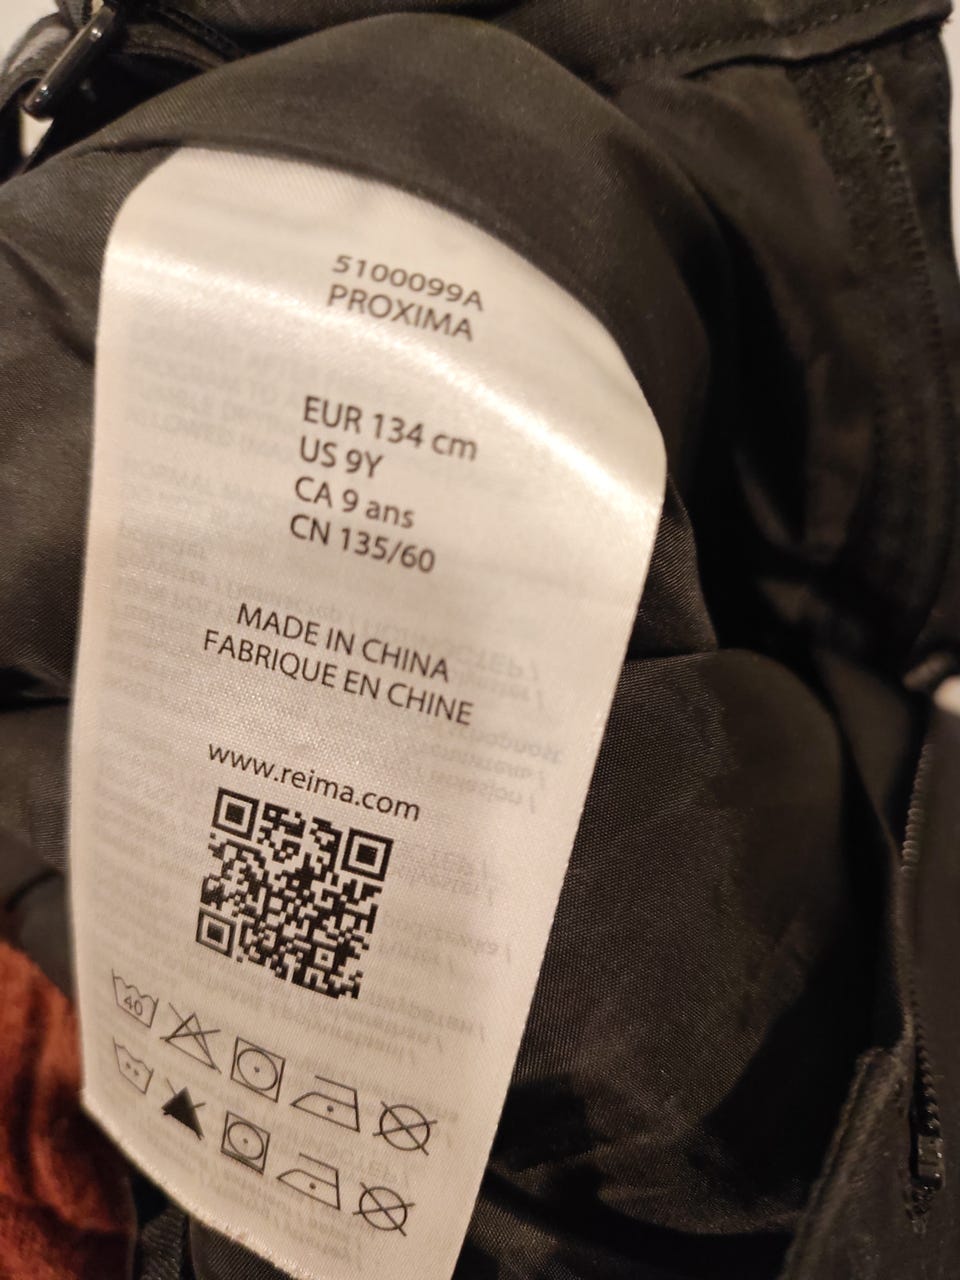 5100099A
PROXIMA
EUR 134 cm
US 9Y
CA 9 ans
CN 135/60
MADE IN CHINA
FABRIQUE EN CHINE
www.reima.com
40